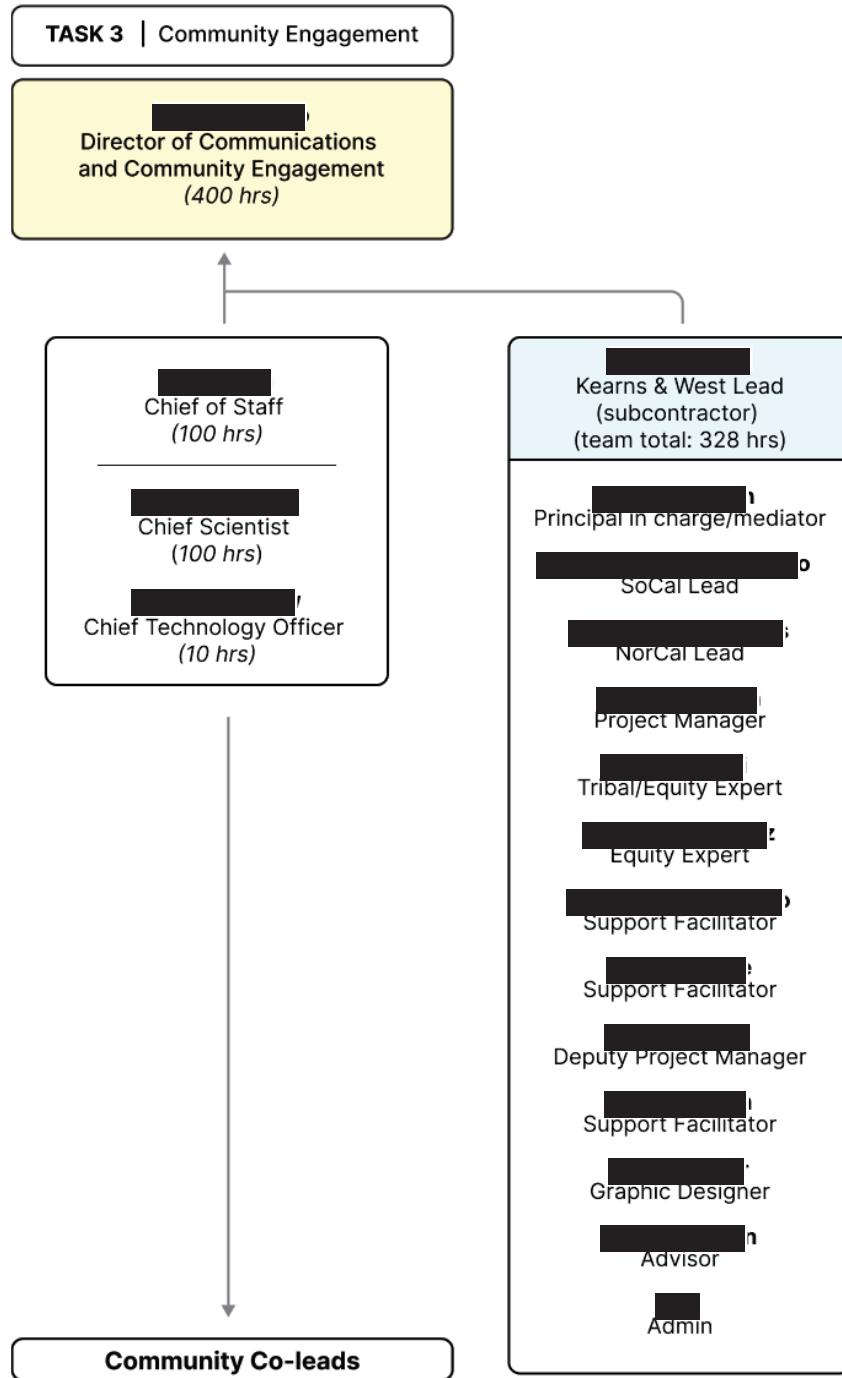 TASK 3 | Community Engagement
Director of Communications
and Community Engagement
(400 hrs)
Chief of Staff
(100 hrs)
Chief Scientist
(100 hrs)
Chief Technology Officer
(10 hrs)
Community Co-leads
Kearns & West Lead
(subcontractor)
(team total: 328 hrs)
Principal in charge/mediator
SoCal Lead
NorCal Lead
Project Manager
Tribal/Equity Expert
Equity Expert
Support Facilitator
Support Facilitator
Deputy Project Manager
Support Facilitator
Graphic Designer
Advisor
Admin